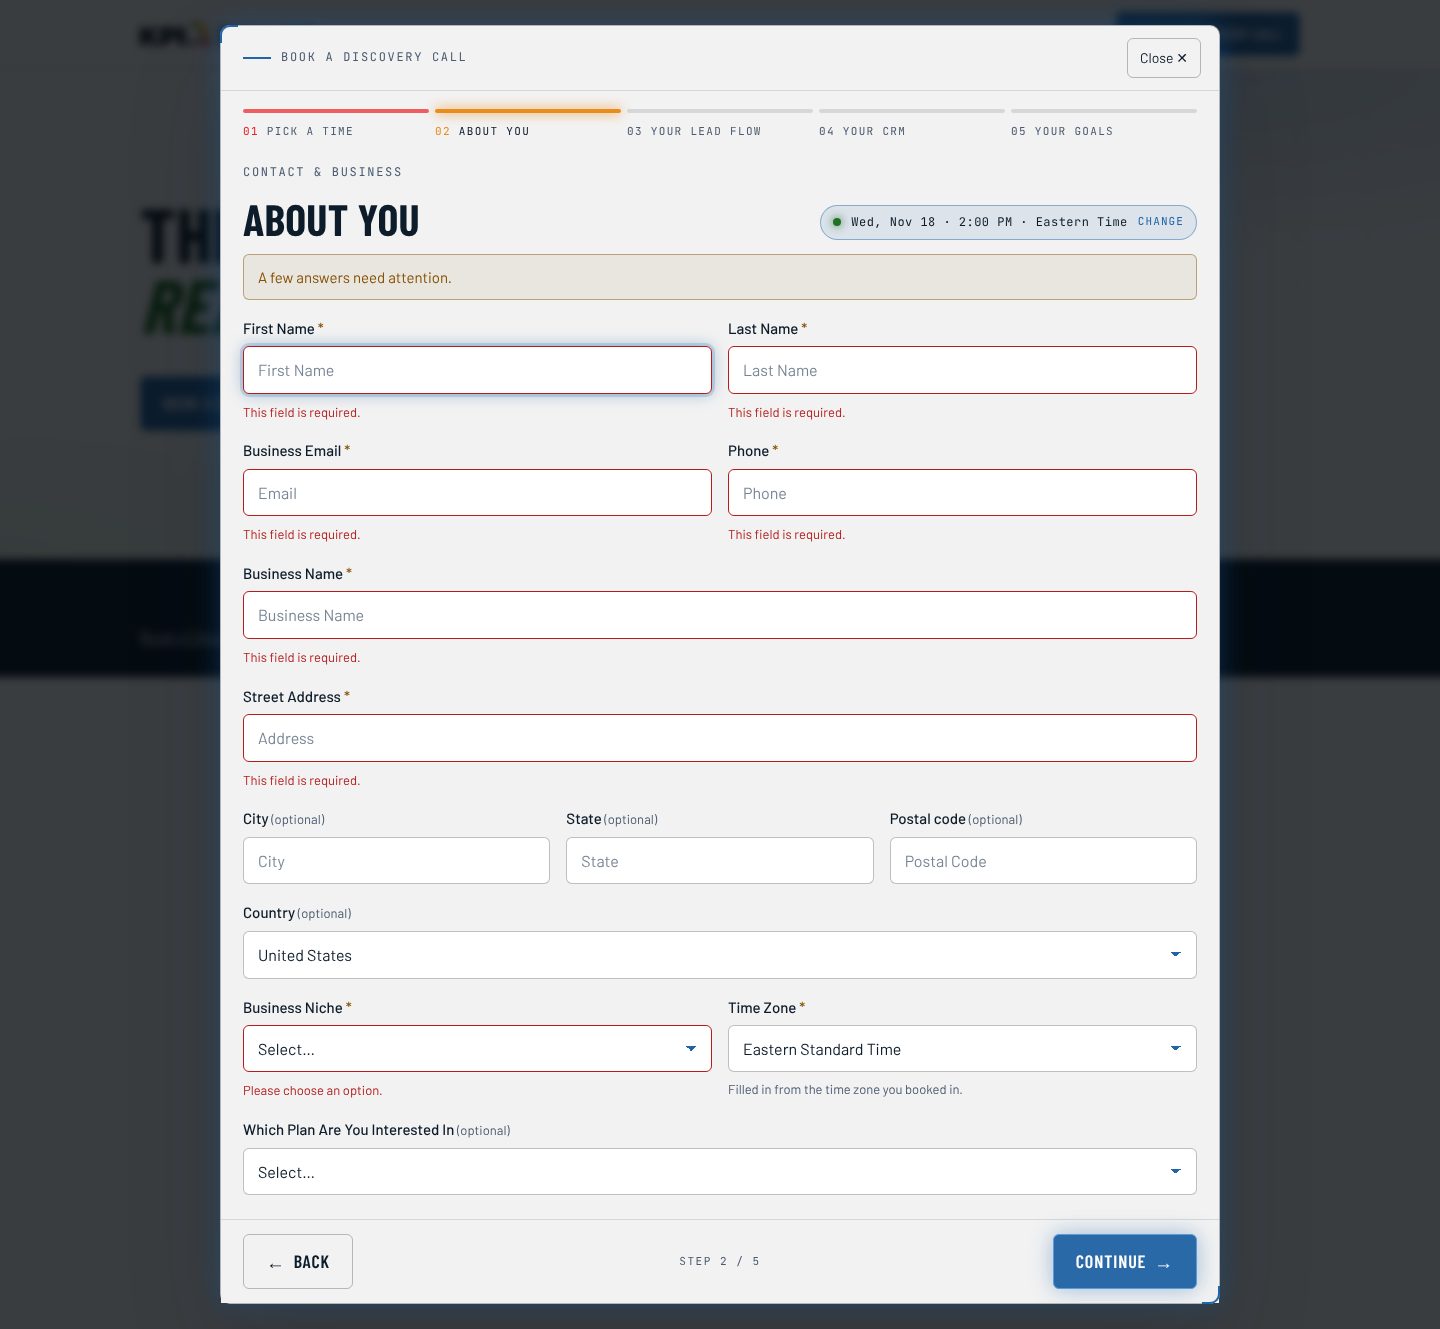 BOOK A DISCOVERY CALL
Close ✕
01 PICK A TIME
02 ABOUT YOU
03 YOUR LEAD FLOW
04 YOUR CRM
05 YOUR GOALS
CONTACT & BUSINESS
ABOUT YOU
Wed, Nov 18 · 2:00 PM · Eastern Time CHANGE
A few answers need attention.
First Name *
Last Name *
First Name
Last Name
This field is required.
This field is required.
Business Email *
Phone *
Email
Phone
This field is required.
This field is required.
Business Name *
Business Name
This field is required.
Street Address *
Address
This field is required.
City (optional)
State (optional)
Postal code (optional)
City
State
Postal Code
Country (optional)
United States
Business Niche *
Time Zone *
Select...
Eastern Standard Time
Please choose an option.
Filled in from the time zone you booked in.
Which Plan Are You Interested In (optional)
Select...
← BACK
STEP 2 / 5
CONTINUE →